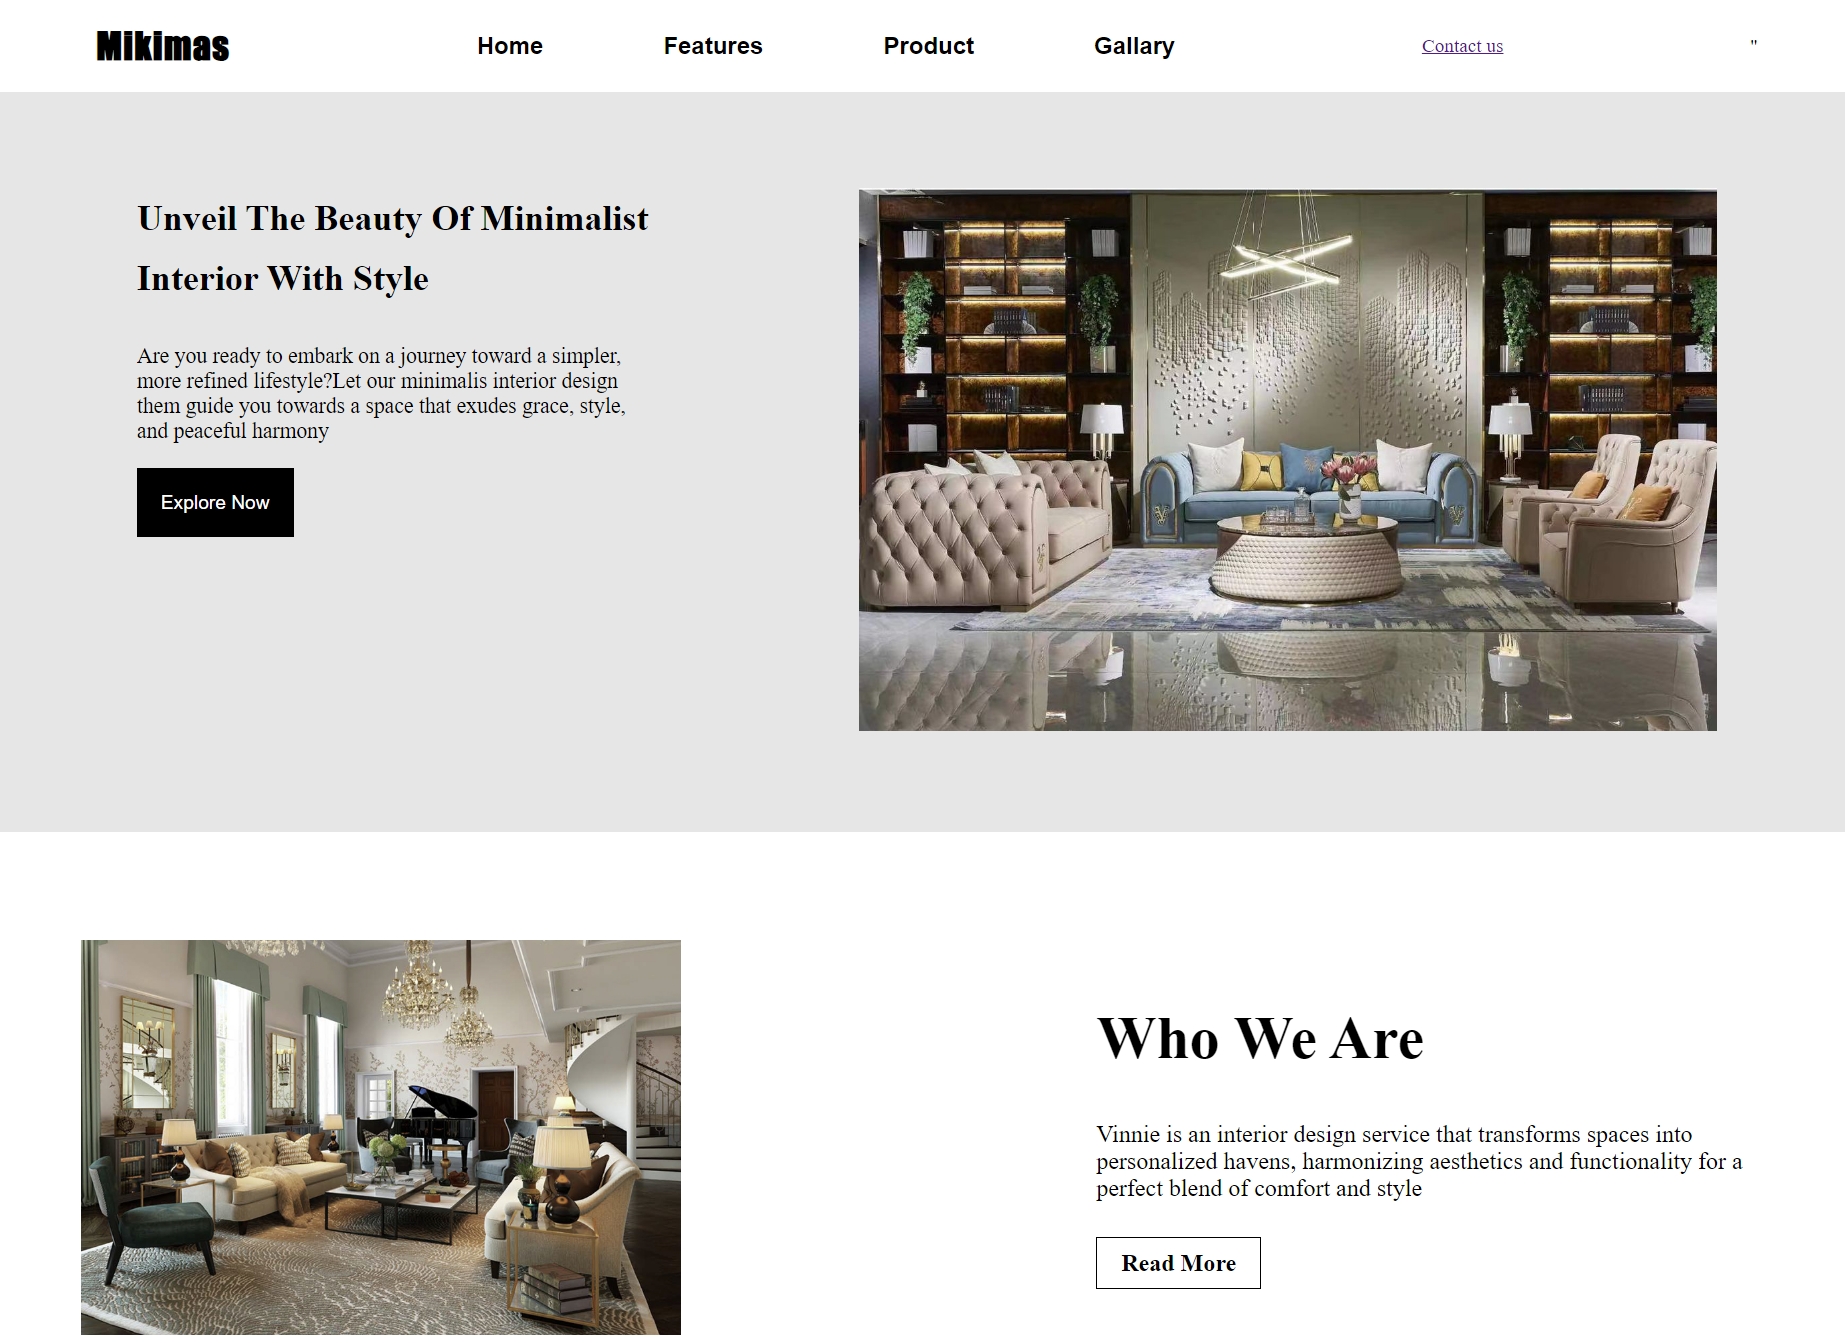 Mikimas
Home
Features
Product
Gallary
Contact us
"
Unveil The Beauty Of Minimalist
Interior With Style
Are you ready to embark on a journey toward a simpler,
more refined lifestyle?Let our minimalis interior design
them guide you towards a space that exudes grace, style,
and peaceful harmony
Explore Now
Who We Are
Vinnie is an interior design service that transforms spaces into
personalized havens, harmonizing aesthetics and functionality for a
perfect blend of comfort and style
Read More